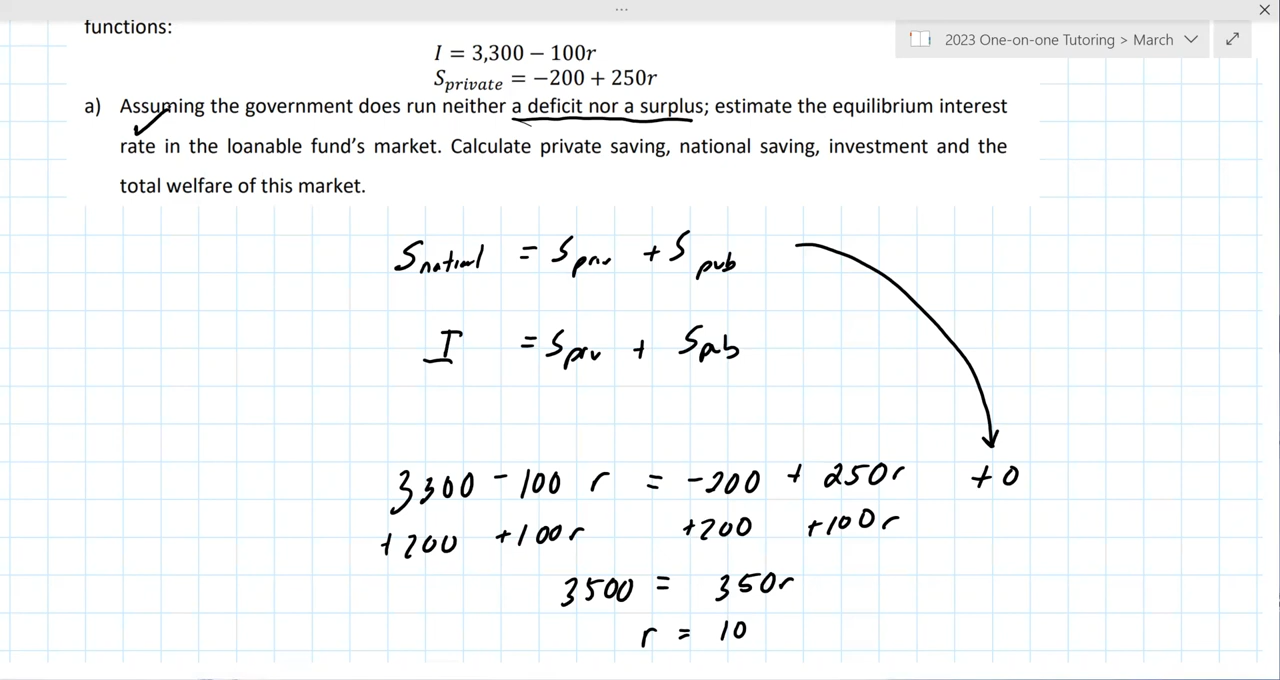 functions:
2023 One-on-one Tutoring > March
I = 3,300 − 100r
S_private = −200 + 250r
a) Assuming the government does run neither a deficit nor a surplus; estimate the equilibrium interest
rate in the loanable fund's market. Calculate private saving, national saving, investment and the
total welfare of this market.
S_national = S_priv + S_pub
I = S_priv + S_pub
3300 - 100 r = -200 + 250r + 0
+200 +100r +200 +100r
3500 = 350r
r = 10